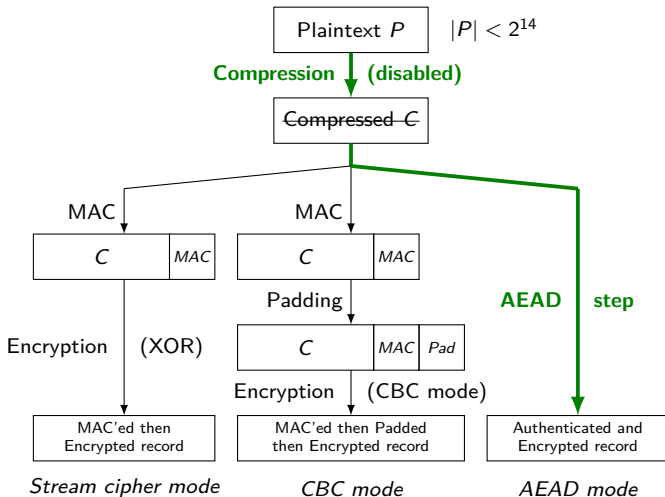 Plaintext P |P| < 2^14
Compression (disabled)
Compressed C
MAC MAC
C MAC C MAC
Padding AEAD step
Encryption (XOR) C MAC Pad
Encryption (CBC mode)
MAC'ed then MAC'ed then Padded Authenticated and
Encrypted record then Encrypted record Encrypted record
Stream cipher mode CBC mode AEAD mode